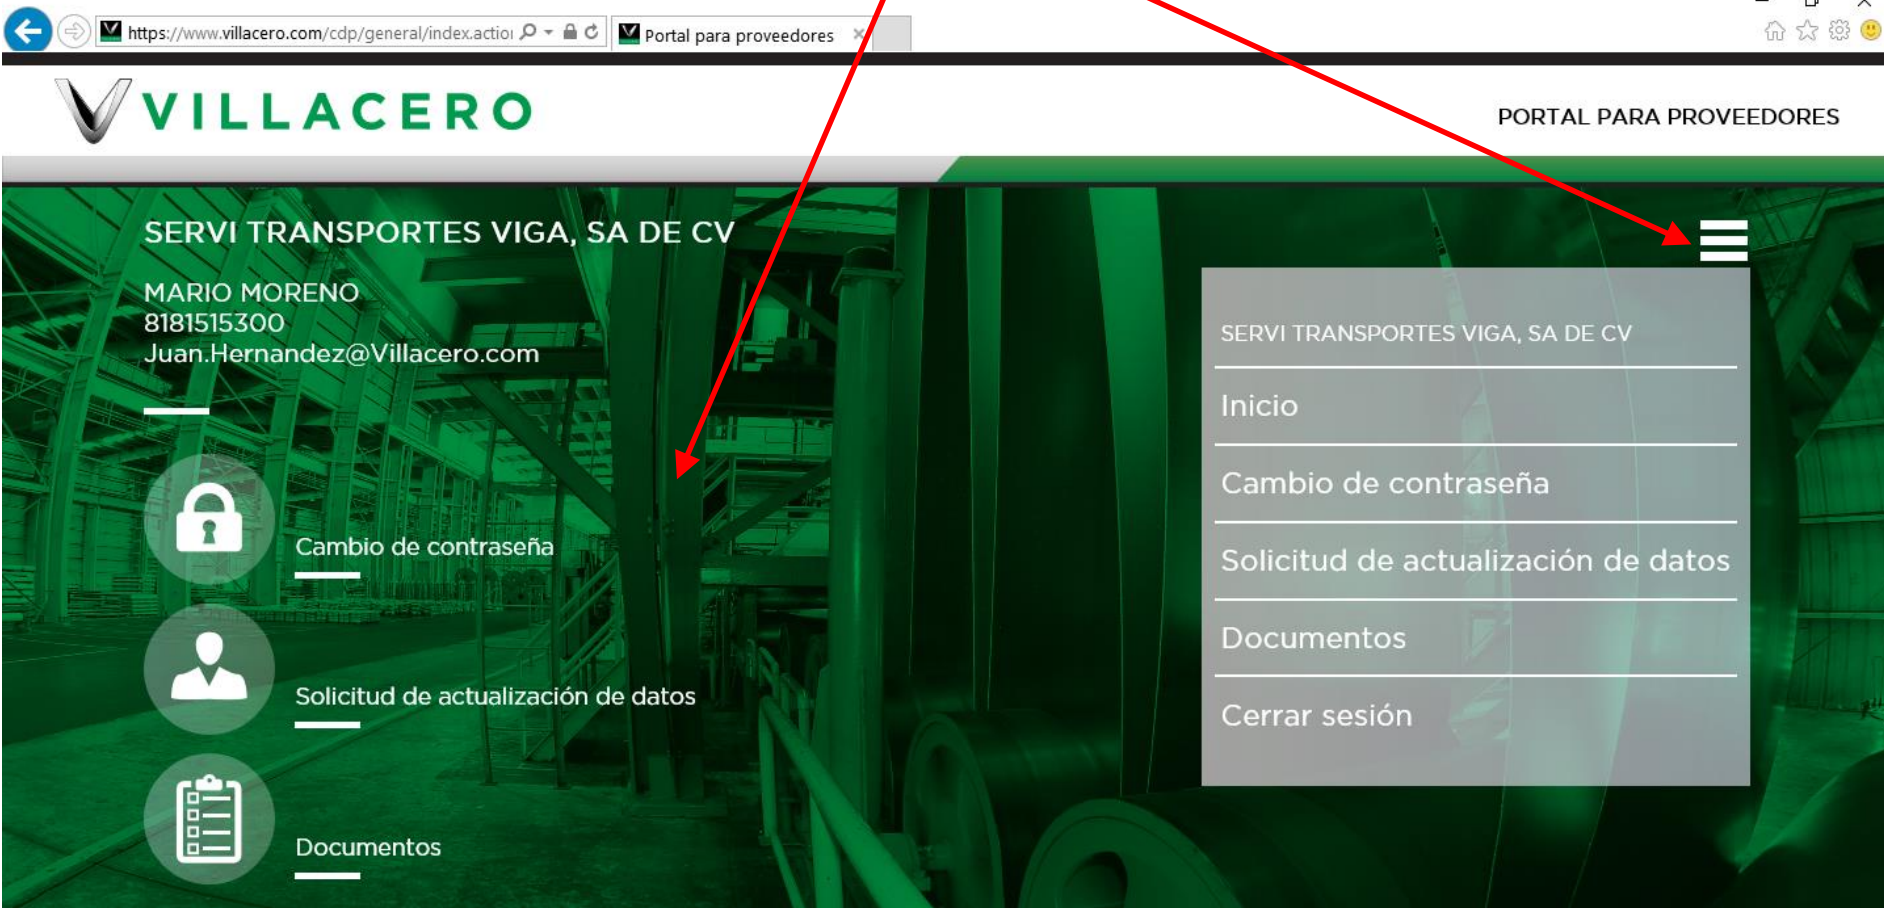 https://www.villacero.com/cdp/general/index.action
Portal para proveedores
VILLACERO
PORTAL PARA PROVEEDORES
SERVI TRANSPORTES VIGA, SA DE CV
MARIO MORENO
8181515300
Juan.Hernandez@Villacero.com
Cambio de contraseña
Solicitud de actualización de datos
Documentos
SERVI TRANSPORTES VIGA, SA DE CV
Inicio
Cambio de contraseña
Solicitud de actualización de datos
Documentos
Cerrar sesión